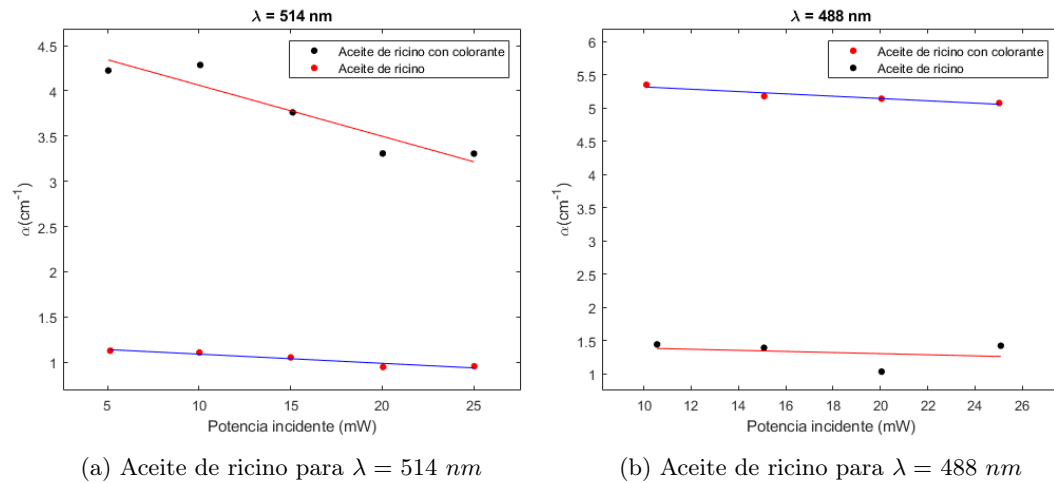 λ = 514 nm
Aceite de ricino con colorante
Aceite de ricino
α(cm⁻¹)
4.5
4
3.5
3
2.5
2
1.5
1
5 10 15 20 25
Potencia incidente (mW)
(a) Aceite de ricino para λ = 514 nm
λ = 488 nm
Aceite de ricino con colorante
Aceite de ricino
α(cm⁻¹)
6
5.5
5
4.5
4
3.5
3
2.5
2
1.5
1
10 12 14 16 18 20 22 24 26
Potencia incidente (mW)
(b) Aceite de ricino para λ = 488 nm